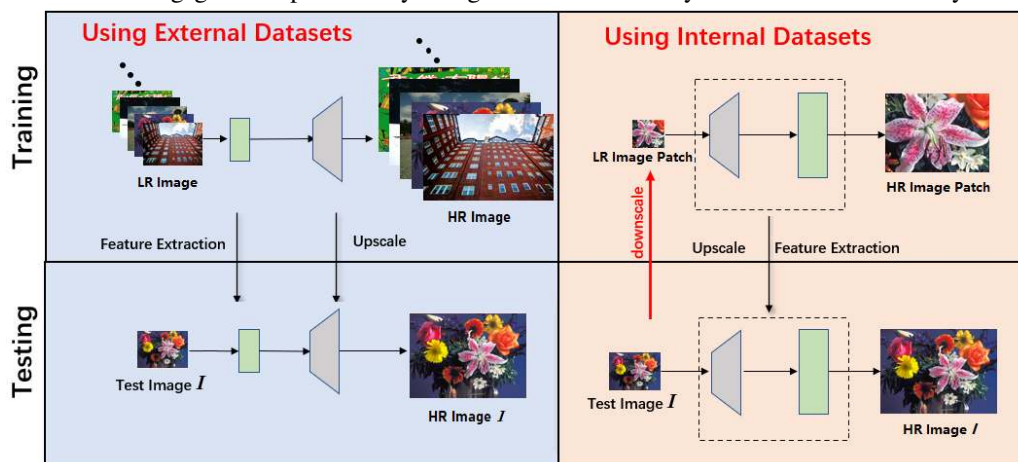 Using External Datasets
Using Internal Datasets
Training
LR Image
HR Image
LR Image Patch
HR Image Patch
Feature Extraction
Upscale
downscale
Upscale
Feature Extraction
Testing
Test Image I
HR Image I
Test Image I
HR Image I